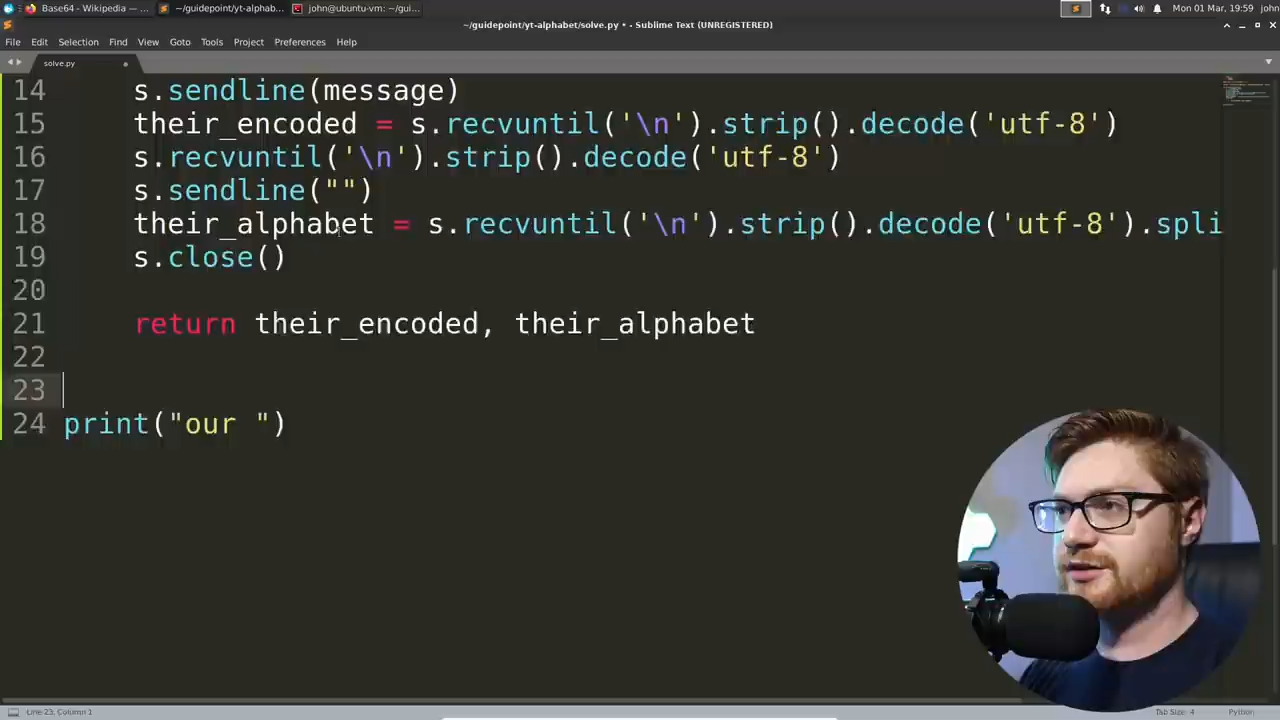 Base64 - Wikipedia — ...
~/guidepoint/yt-alphab...
john@ubuntu-vm: ~/gui...
Mon 01 Mar, 19:59
john
~/guidepoint/yt-alphabet/solve.py • - Sublime Text (UNREGISTERED)
File Edit Selection Find View Goto Tools Project Preferences Help
solve.py
14 s.sendline(message)
15 their_encoded = s.recvuntil('\n').strip().decode('utf-8')
16 s.recvuntil('\n').strip().decode('utf-8')
17 s.sendline("")
18 their_alphabet = s.recvuntil('\n').strip().decode('utf-8').spli
19 s.close()
20
21 return their_encoded, their_alphabet
22
23
24 print("our ")
Line 23, Column 1
Tab Size: 4
Python